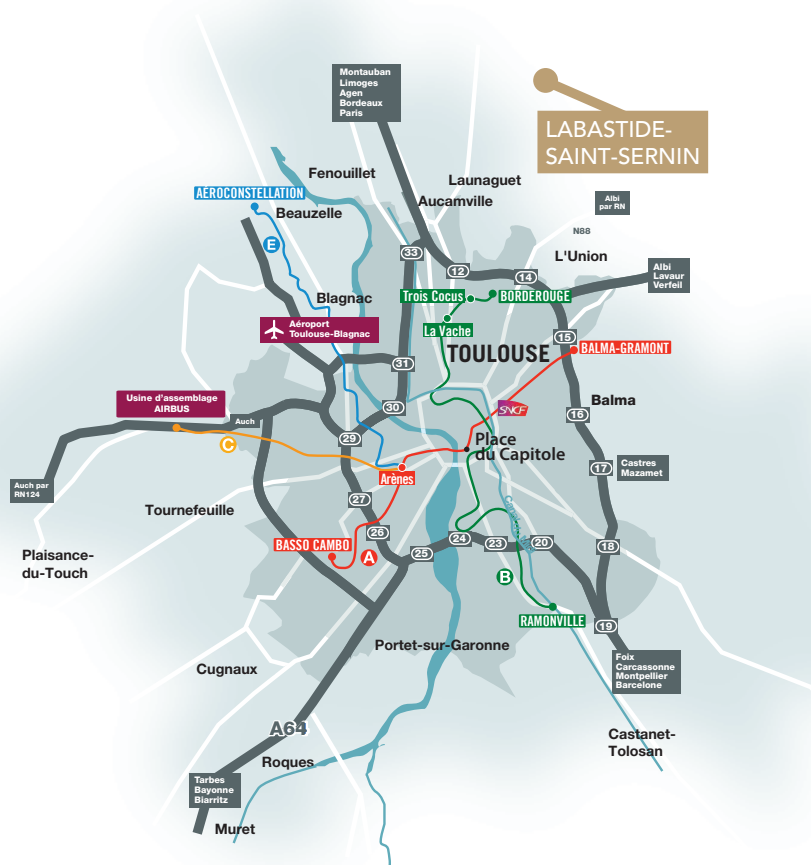 Montauban
Limoges
Agen
Bordeaux
Paris
LABASTIDE-
SAINT-SERNIN
Fenouillet
Launaguet
AÉROCONSTELLATION
Aucamville
Albi
par RN
Beauzelle
N88
E
33
L'Union
12
14
Albi
Lavaur
Verfeil
Blagnac
Trois Cocus
BORDEROUGE
Aéroport
Toulouse-Blagnac
La Vache
15
TOULOUSE
BALMA-GRAMONT
31
Usine d'assemblage
AIRBUS
Balma
30
SNCF
16
Auch
29
C
Place
du Capitole
17
Castres
Mazamet
Auch par
RN124
Arènes
27
Tournefeuille
26
24
23
20
18
BASSO CAMBO
A
25
Plaisance-
du-Touch
B
RAMONVILLE
19
Portet-sur-Garonne
Foix
Carcassonne
Montpellier
Barcelone
Cugnaux
A64
Castanet-
Tolosan
Roques
Tarbes
Bayonne
Biarritz
Muret